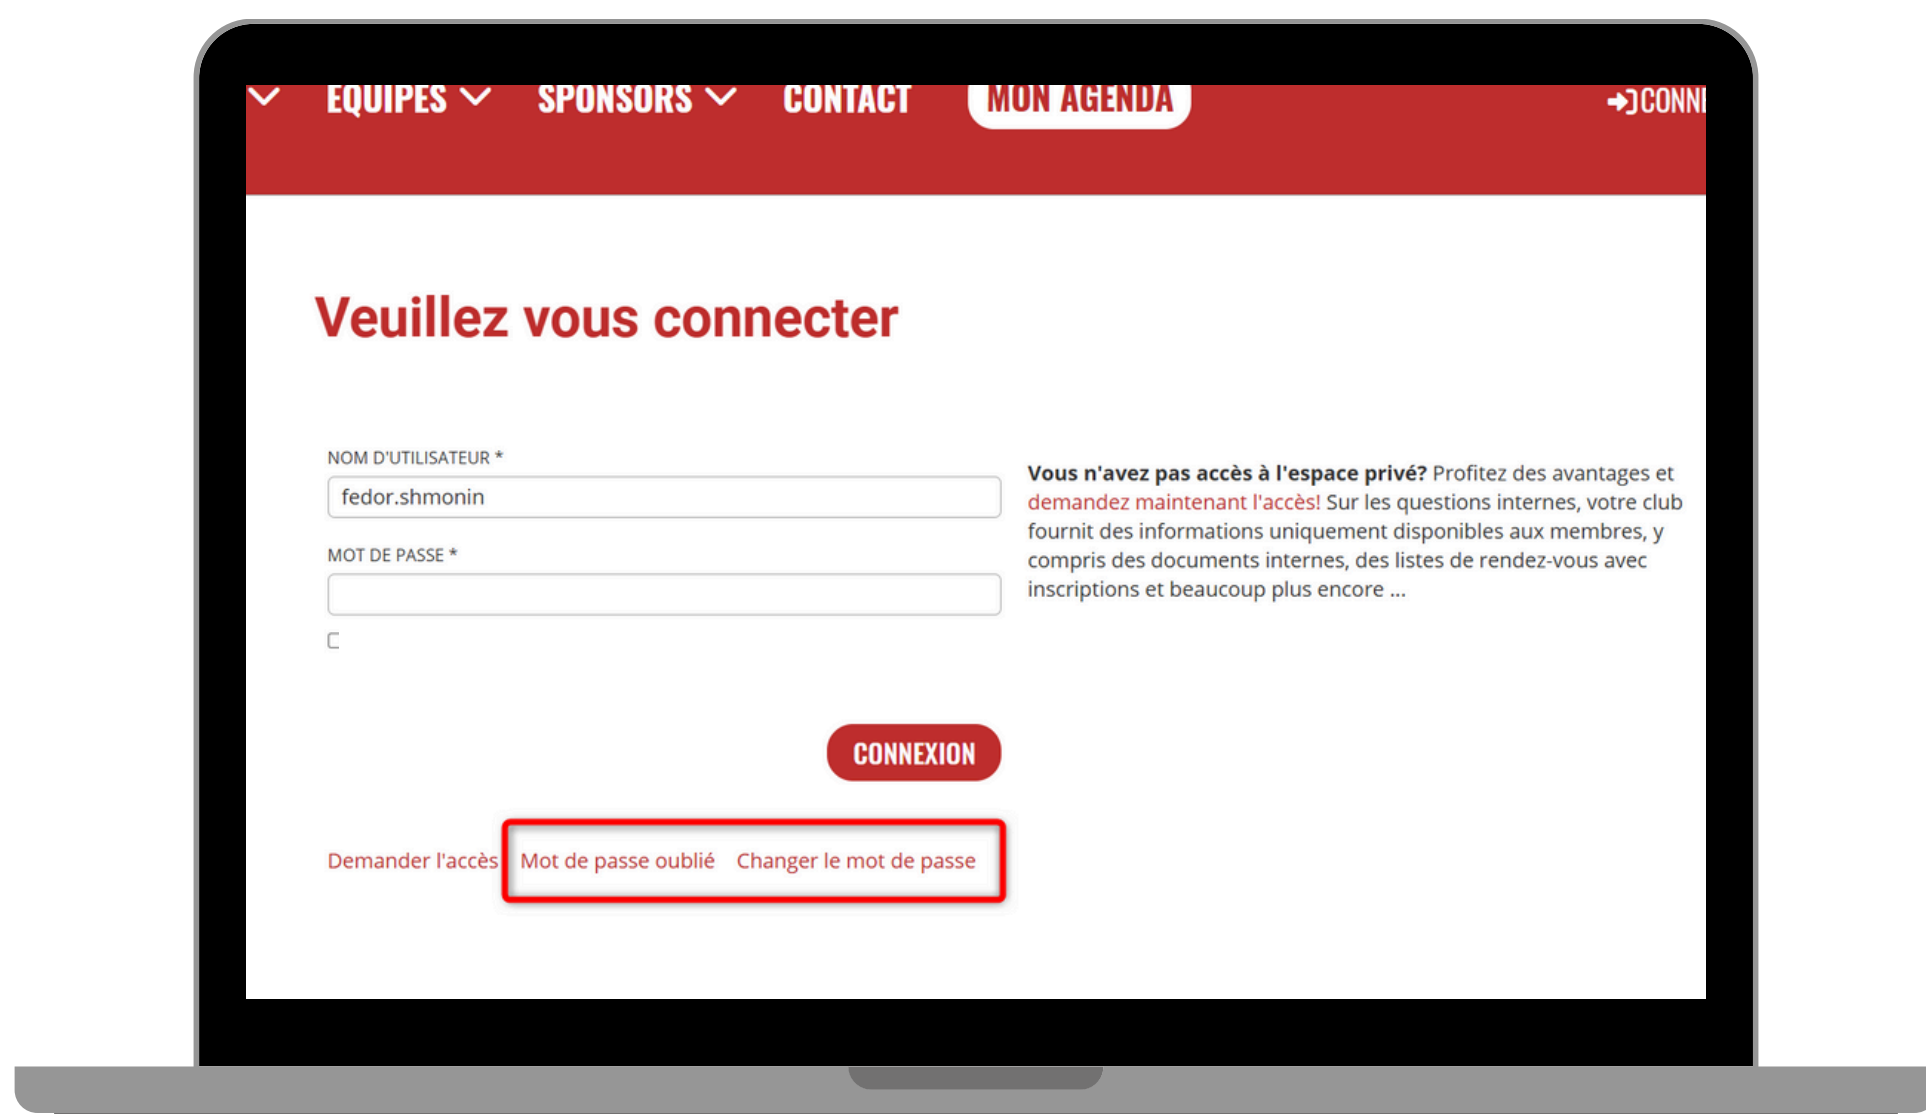 EQUIPES SPONSORS CONTACT MON AGENDA
Veuillez vous connecter
NOM D'UTILISATEUR *
fedor.shmonin
MOT DE PASSE *
CONNEXION
Demander l'accès Mot de passe oublié Changer le mot de passe
Vous n'avez pas accès à l'espace privé? Profitez des avantages et
demandez maintenant l'accès! Sur les questions internes, votre club
fournit des informations uniquement disponibles aux membres, y
compris des documents internes, des listes de rendez-vous avec
inscriptions et beaucoup plus encore ...